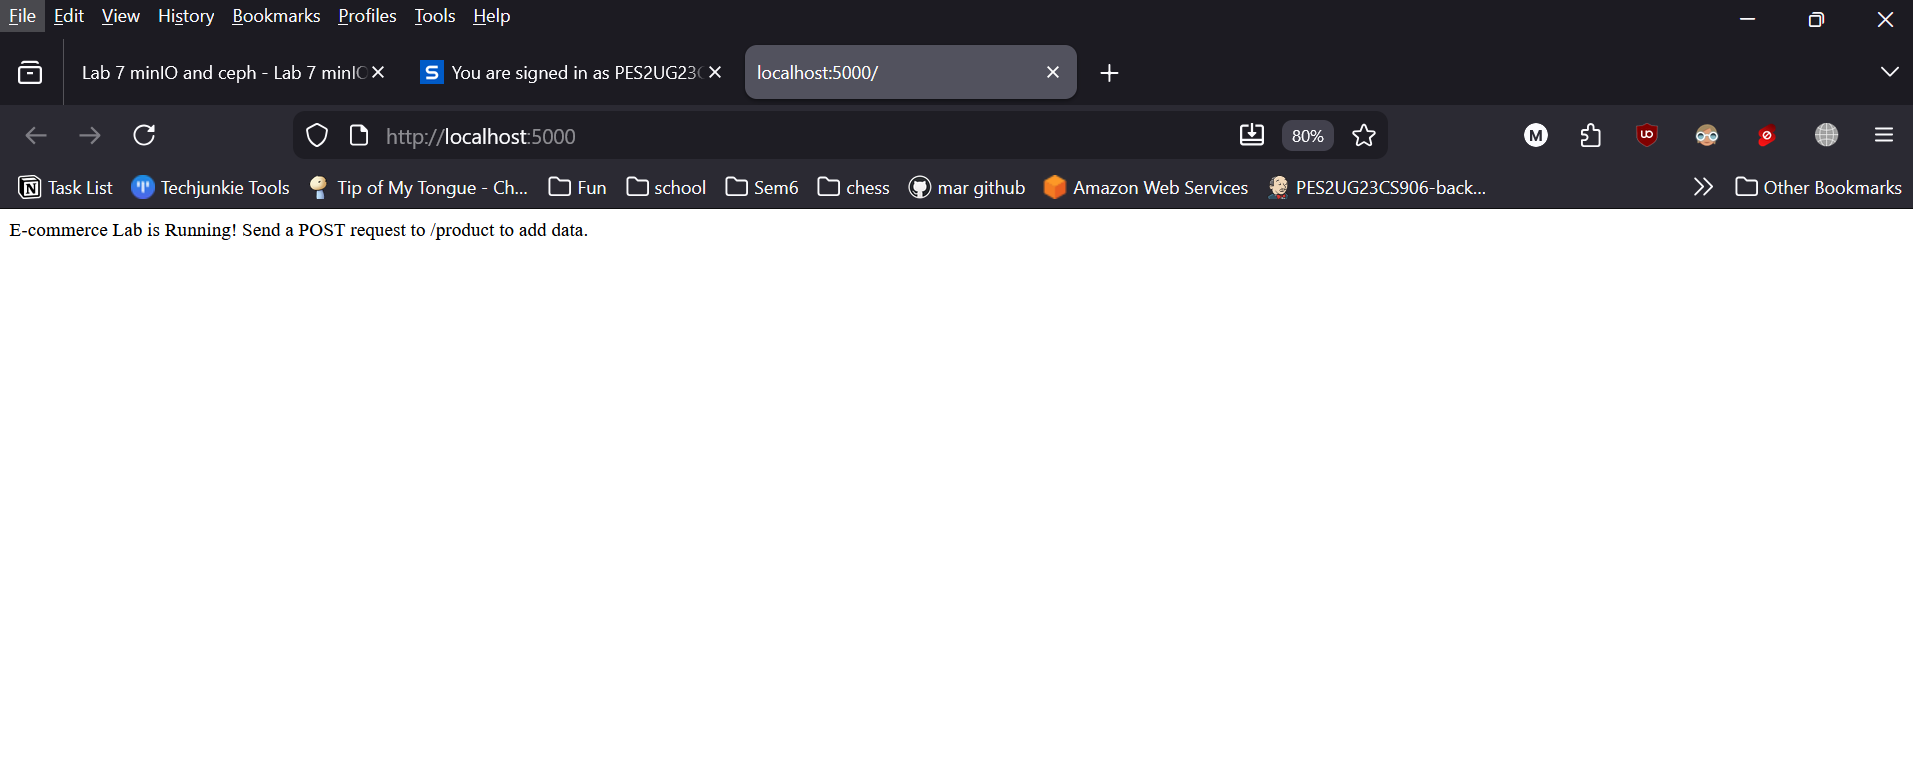 File Edit View History Bookmarks Profiles Tools Help
Lab 7 minIO and ceph - Lab 7 minIO You are signed in as PES2UG23 localhost:5000/
http://localhost:5000 80% M
Task List Techjunkie Tools Tip of My Tongue - Ch... Fun school Sem6 chess mar github Amazon Web Services PES2UG23CS906-back... Other Bookmarks
E-commerce Lab is Running! Send a POST request to /product to add data.